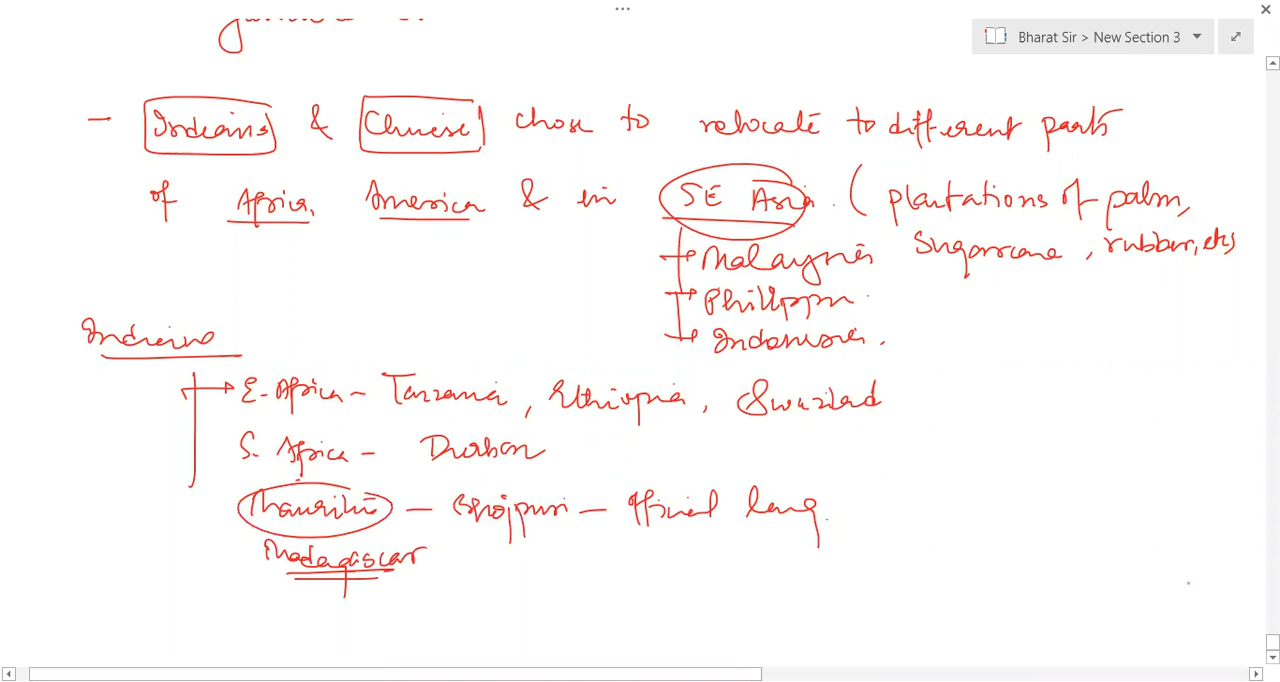 Bharat Sir > New Section 3
- Indians & Chinese chose to relocate to different parts
of Africa, America & in SE Asia. (plantations of palm,
sugarcane, rubber, etc)
Malaysia
Indonesia.
Indians
E. Africa - Tanzania, Ethiopia, Swaziland
S. Africa - Durban
Mauritius - Bhojpuri - Official lang.
Madagascar